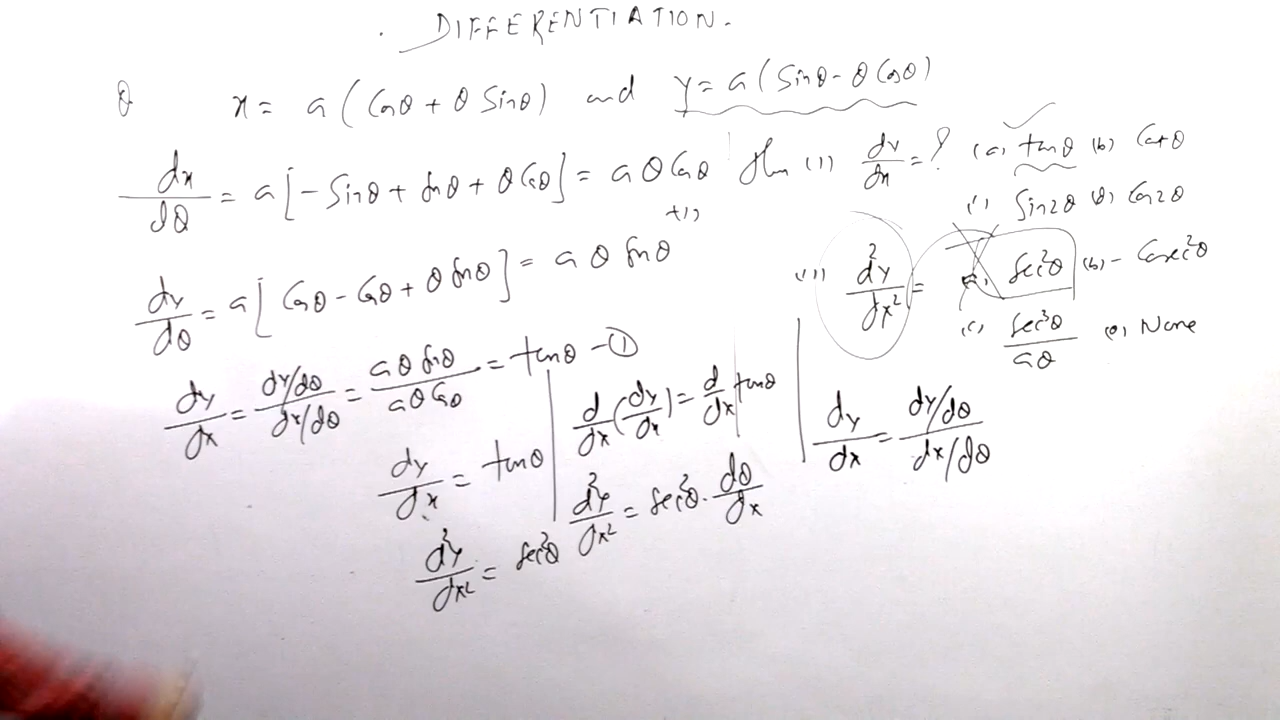 DIFFERENTIATION.
Q x = a (Cosθ + θ Sinθ) and y = a (Sinθ - θ Cosθ)
dx/dθ = a [- Sinθ + Sinθ + θ Cosθ] = a θ Cosθ then (i) dy/dx = ? (a) tanθ (b) Cotθ
(c) Sin2θ (d) Cos2θ
dy/dθ = a [Cosθ - Cosθ + θ Sinθ] = a θ Sinθ (ii) d²y/dx² = (a) Sec²θ (b) - Cosec²θ
(c) Sec³θ/aθ (d) None
dy/dx = dy/dθ / dx/dθ = aθ Sinθ / aθ Cosθ = tanθ - ①
d/dx (dy/dx) = d/dx tanθ
dy/dx = dy/dθ / dx/dθ
dy/dx = tanθ
d²y/dx² = Sec²θ . dθ/dx
d²y/dx² = Sec²θ